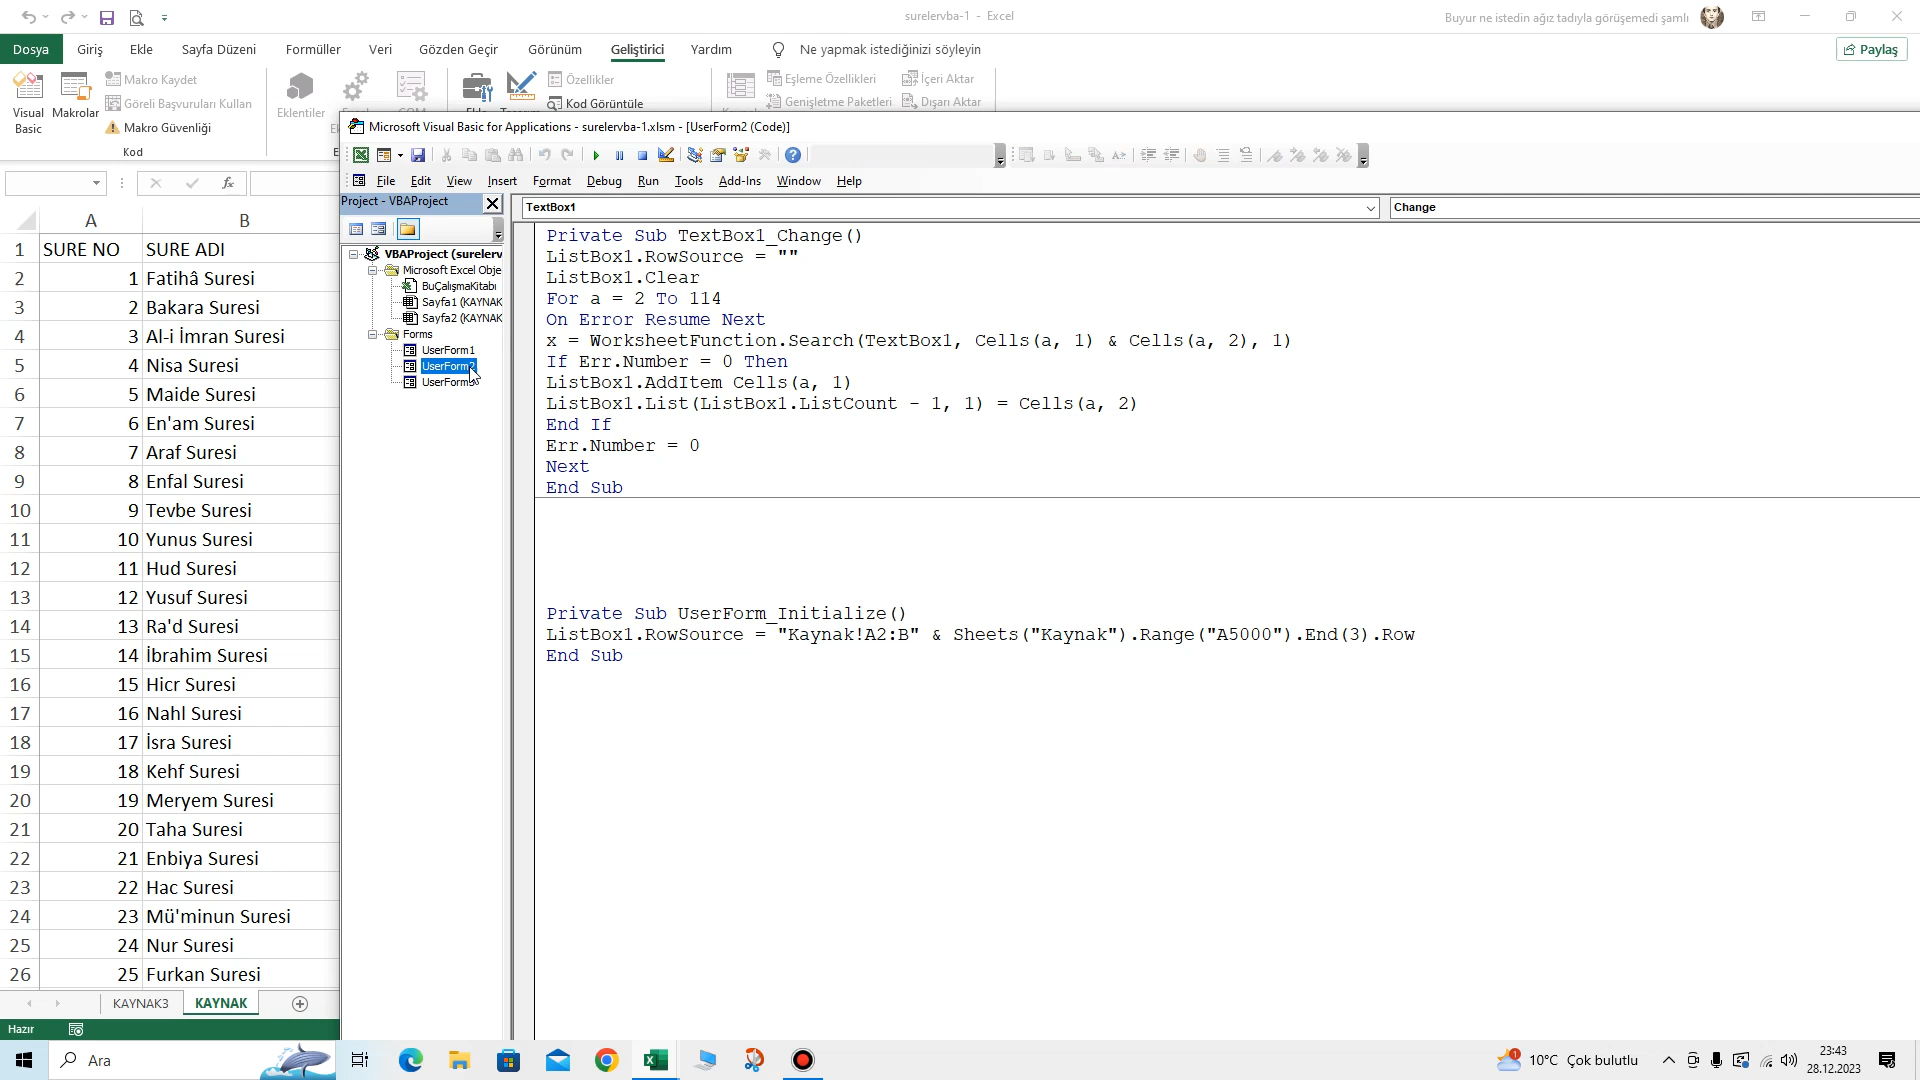 surelervba-1 - Excel
Buyur ne istedin ağız tadıyla görüşemedi şamlı
Dosya Giriş Ekle Sayfa Düzeni Formüller Veri Gözden Geçir Görünüm Geliştirici Yardım Ne yapmak istediğinizi söyleyin Paylaş
Visual Basic
Makrolar
Makro Kaydet
Göreli Başvuruları Kullan
Makro Güvenliği
Kod
Eklentiler
Özellikler
Kod Görüntüle
Eşleme Özellikleri
Genişletme Paketleri
İçeri Aktar
Dışarı Aktar
Microsoft Visual Basic for Applications - surelervba-1.xlsm - [UserForm2 (Code)]
File Edit View Insert Format Debug Run Tools Add-Ins Window Help
Project - VBAProject
VBAProject (surelerv
Microsoft Excel Obje
BuÇalışmaKitabı
Sayfa1 (KAYNAK
Sayfa2 (KAYNAK
Forms
UserForm1
UserForm2
UserForm
TextBox1 Change
Private Sub TextBox1_Change()
ListBox1.RowSource = ""
ListBox1.Clear
For a = 2 To 114
On Error Resume Next
x = WorksheetFunction.Search(TextBox1, Cells(a, 1) & Cells(a, 2), 1)
If Err.Number = 0 Then
ListBox1.AddItem Cells(a, 1)
ListBox1.List(ListBox1.ListCount - 1, 1) = Cells(a, 2)
End If
Err.Number = 0
Next
End Sub
Private Sub UserForm_Initialize()
ListBox1.RowSource = "Kaynak!A2:B" & Sheets("Kaynak").Range("A5000").End(3).Row
End Sub
fx
A B
1 SURE NO SURE ADI
2 1 Fatihâ Suresi
3 2 Bakara Suresi
4 3 Al-i İmran Suresi
5 4 Nisa Suresi
6 5 Maide Suresi
7 6 En'am Suresi
8 7 Araf Suresi
9 8 Enfal Suresi
10 9 Tevbe Suresi
11 10 Yunus Suresi
12 11 Hud Suresi
13 12 Yusuf Suresi
14 13 Ra'd Suresi
15 14 İbrahim Suresi
16 15 Hicr Suresi
17 16 Nahl Suresi
18 17 İsra Suresi
19 18 Kehf Suresi
20 19 Meryem Suresi
21 20 Taha Suresi
22 21 Enbiya Suresi
23 22 Hac Suresi
24 23 Mü'minun Suresi
25 24 Nur Suresi
26 25 Furkan Suresi
KAYNAK3 KAYNAK
Hazır
Ara
1 10°C Çok bulutlu
23:43
28.12.2023